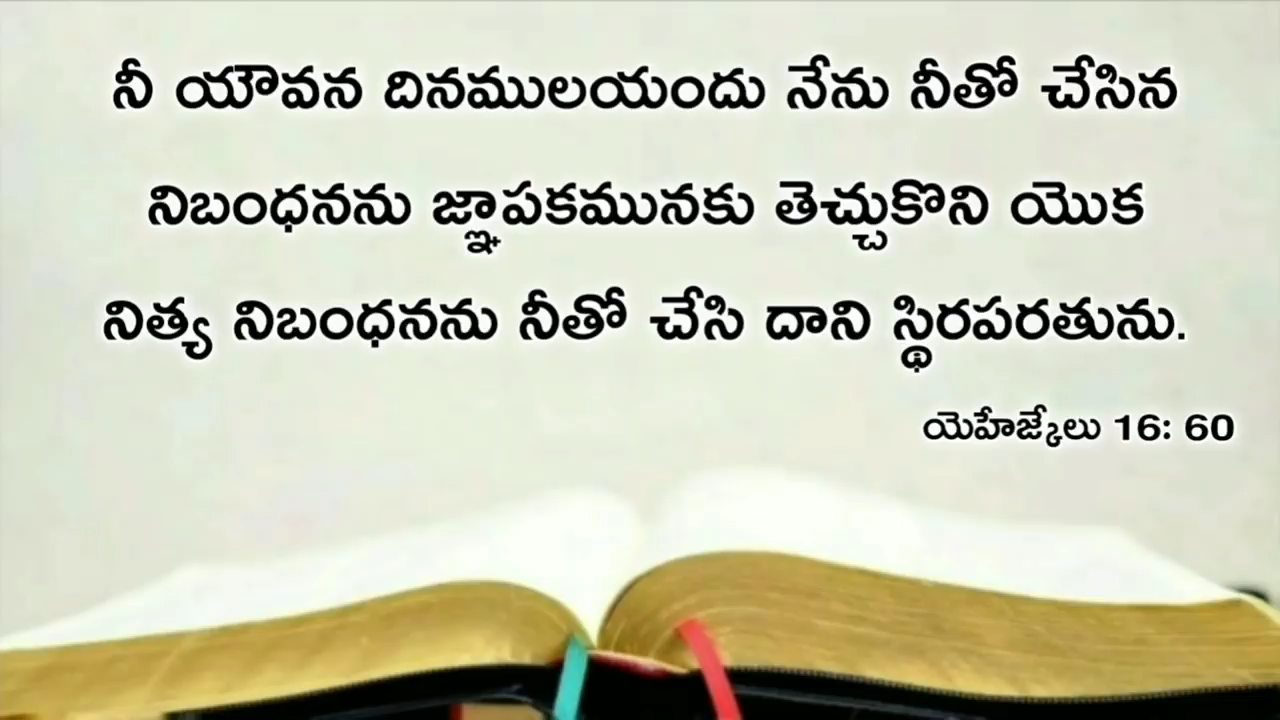 నీ యౌవన దినములయందు నేను నీతో చేసిన
నిబంధనను జ్ఞాపకమునకు తెచ్చుకొని యొక
నిత్య నిబంధనను నీతో చేసి దాని స్థిరపరతును.
యెహేజ్కేలు 16: 60